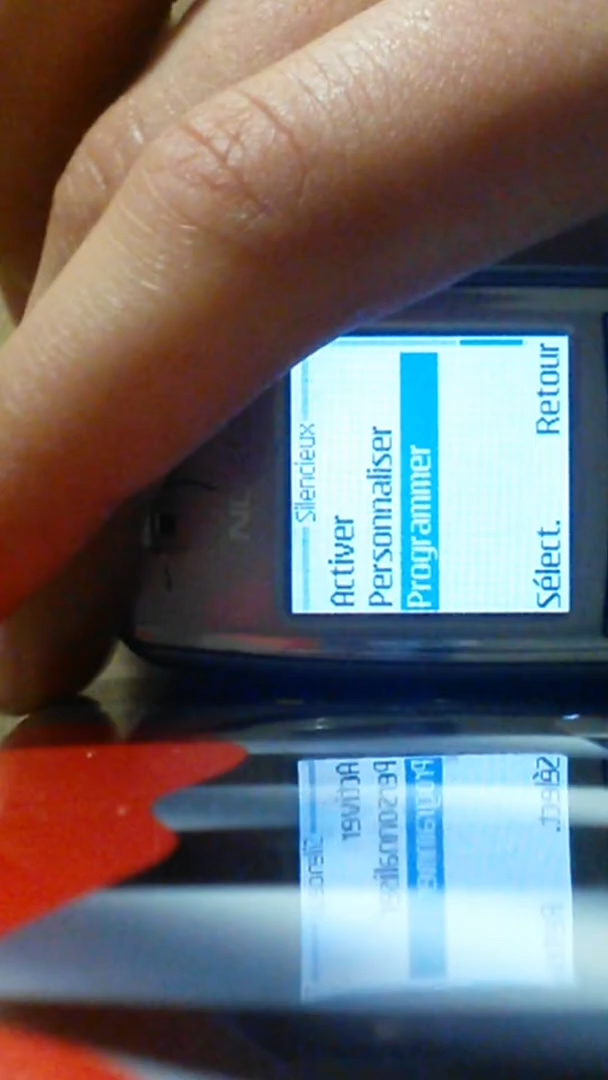 Silencieux
Activer
Personnaliser
Programmer
Sélect. Retour